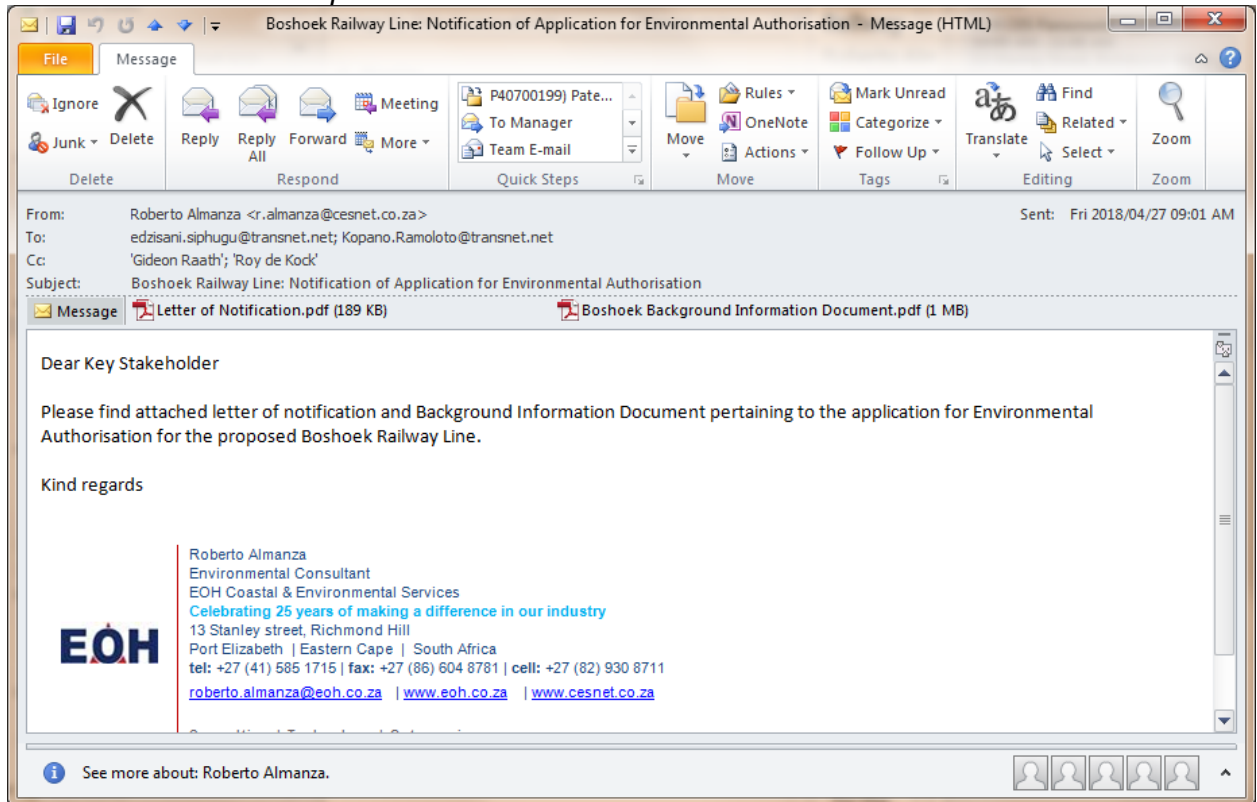 Boshoek Railway Line: Notification of Application for Environmental Authorisation - Message (HTML)
File Message
Ignore
Junk
Delete
Reply
Reply All
Forward
Meeting
More
P40700199) Pate...
To Manager
Team E-mail
Move
Rules
OneNote
Actions
Mark Unread
Categorize
Follow Up
Translate
Find
Related
Select
Zoom
Delete Respond Quick Steps Move Tags Editing Zoom
From: Roberto Almanza <r.almanza@cesnet.co.za> Sent: Fri 2018/04/27 09:01 AM
To: edzisani.siphugu@transnet.net; Kopano.Ramoloto@transnet.net
Cc: 'Gideon Raath'; 'Roy de Kock'
Subject: Boshoek Railway Line: Notification of Application for Environmental Authorisation
Message Letter of Notification.pdf (189 KB) Boshoek Background Information Document.pdf (1 MB)
Dear Key Stakeholder
Please find attached letter of notification and Background Information Document pertaining to the application for Environmental
Authorisation for the proposed Boshoek Railway Line.
Kind regards
EOH
Roberto Almanza
Environmental Consultant
EOH Coastal & Environmental Services
Celebrating 25 years of making a difference in our industry
13 Stanley street, Richmond Hill
Port Elizabeth | Eastern Cape | South Africa
tel: +27 (41) 585 1715 | fax: +27 (86) 604 8781 | cell: +27 (82) 930 8711
roberto.almanza@eoh.co.za | www.eoh.co.za | www.cesnet.co.za
See more about: Roberto Almanza.